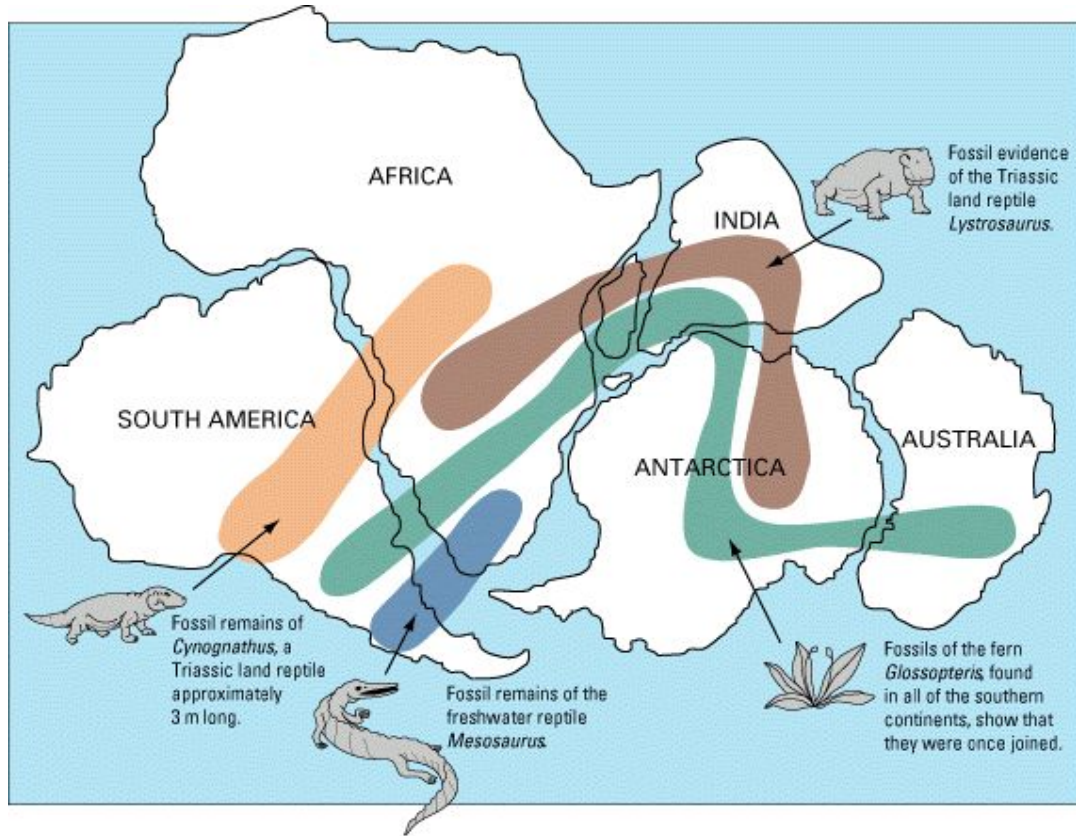 AFRICA
Fossil evidence
of the Triassic
land reptile
Lystrosaurus.
INDIA
SOUTH AMERICA
AUSTRALIA
ANTARCTICA
Fossil remains of
Cynognathus, a
Triassic land reptile
approximately
3 m long.
Fossil remains of the
freshwater reptile
Mesosaurus.
Fossils of the fern
Glossopteris, found
in all of the southern
continents, show that
they were once joined.